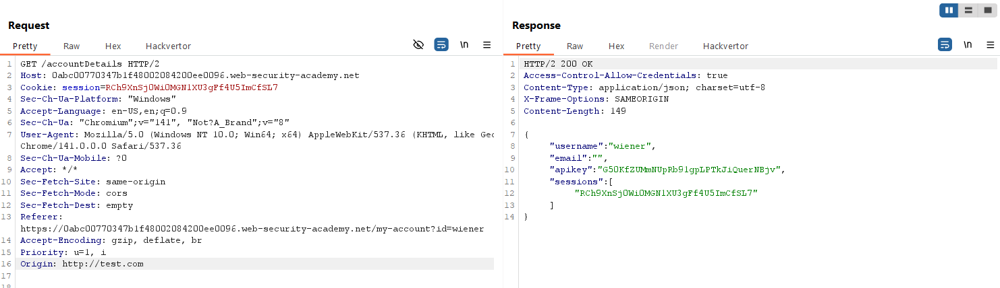 Request
Pretty Raw Hex Hackvertor \n
1 GET /accountDetails HTTP/2
2 Host: 0abc00770347b1f48002084200ee0096.web-security-academy.net
3 Cookie: session=RCh9XnSj0Wi0MGN1XU3gFf4U5ImCfSL7
4 Sec-Ch-Ua-Platform: "Windows"
5 Accept-Language: en-US,en;q=0.9
6 Sec-Ch-Ua: "Chromium";v="141", "Not?A_Brand";v="8"
7 User-Agent: Mozilla/5.0 (Windows NT 10.0; Win64; x64) AppleWebKit/537.36 (KHTML, like Gec
Chrome/141.0.0.0 Safari/537.36
8 Sec-Ch-Ua-Mobile: ?0
9 Accept: */*
10 Sec-Fetch-Site: same-origin
11 Sec-Fetch-Mode: cors
12 Sec-Fetch-Dest: empty
13 Referer:
https://0abc00770347b1f48002084200ee0096.web-security-academy.net/my-account?id=wiener
14 Accept-Encoding: gzip, deflate, br
15 Priority: u=1, i
16 Origin: http://test.com
17
18
Response
Pretty Raw Hex Render Hackvertor \n
1 HTTP/2 200 OK
2 Access-Control-Allow-Credentials: true
3 Content-Type: application/json; charset=utf-8
4 X-Frame-Options: SAMEORIGIN
5 Content-Length: 149
6
7 {
8 "username":"wiener",
9 "email":"",
10 "apikey":"G50KfZUMmNUpRb91gpLPTkJiQuerNBjv",
11 "sessions":[
12 "RCh9XnSj0Wi0MGN1XU3gFf4U5ImCfSL7"
13 ]
14 }